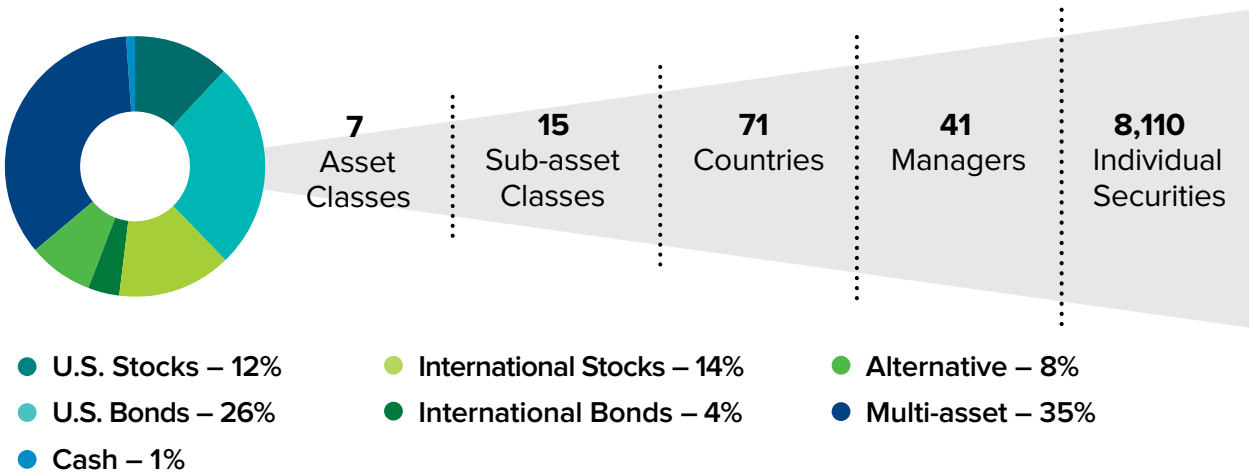 7
Asset
Classes
15
Sub-asset
Classes
71
Countries
41
Managers
8,110
Individual
Securities
U.S. Stocks – 12%
U.S. Bonds – 26%
Cash – 1%
International Stocks – 14%
International Bonds – 4%
Alternative – 8%
Multi-asset – 35%